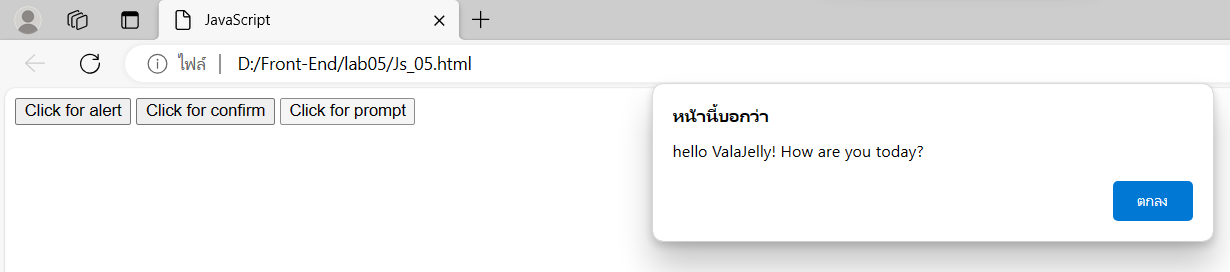 JavaScript
ไฟล์ | D:/Front-End/lab05/Js_05.html
Click for alert Click for confirm Click for prompt
หน้านี้บอกว่า
hello ValaJelly! How are you today?
ตกลง